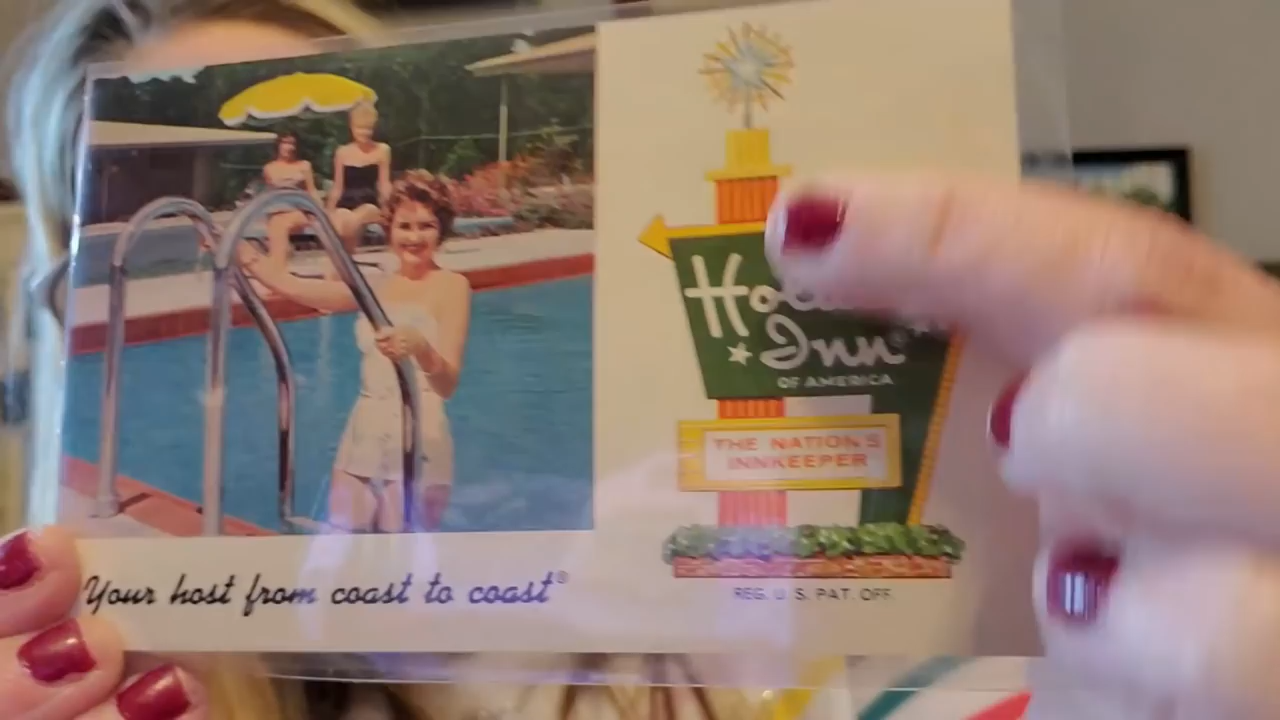 Your host from coast to coast®
Inn®
OF AMERICA
THE NATION'S
INNKEEPER
REG. U.S. PAT. OFF.